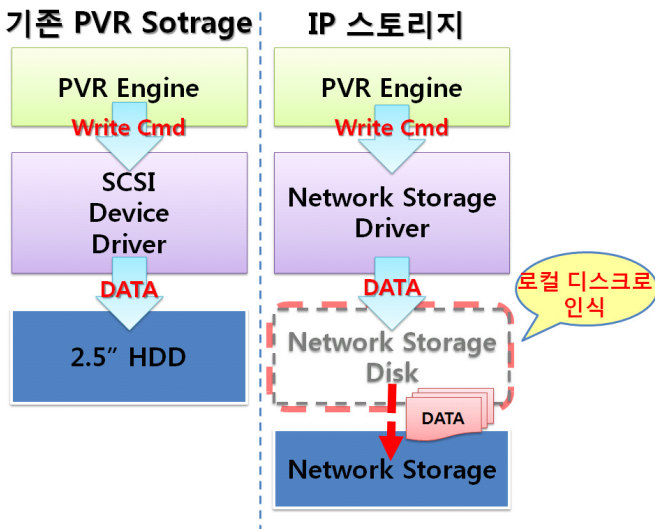 기존 PVR Sotrage
PVR Engine
Write Cmd
SCSI
Device
Driver
DATA
2.5” HDD
IP 스토리지
PVR Engine
Write Cmd
Network Storage
Driver
DATA
로컬 디스크로
인식
Network Storage
Disk
DATA
Network Storage